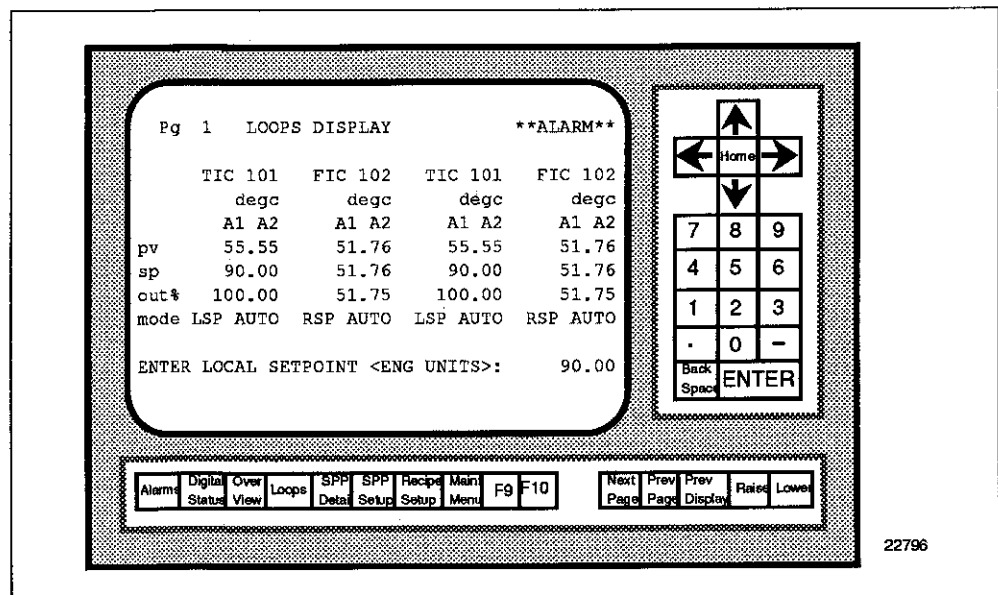 Pg 1 LOOPS DISPLAY **ALARM**
TIC 101 FIC 102 TIC 101 FIC 102
degc degc degc degc
A1 A2 A1 A2 A1 A2 A1 A2
pv 55.55 51.76 55.55 51.76
sp 90.00 51.76 90.00 51.76
out% 100.00 51.75 100.00 51.75
mode LSP AUTO RSP AUTO LSP AUTO RSP AUTO
ENTER LOCAL SETPOINT <ENG UNITS>: 90.00
Home
7 8 9
4 5 6
1 2 3
. 0 -
Back Space ENTER
Alarms Digital Status Over View Loops SPP Detai SPP Setup Recipe Setup Main Menu F9 F10 Next Page Prev Page Prev Display Raise Lower
22796